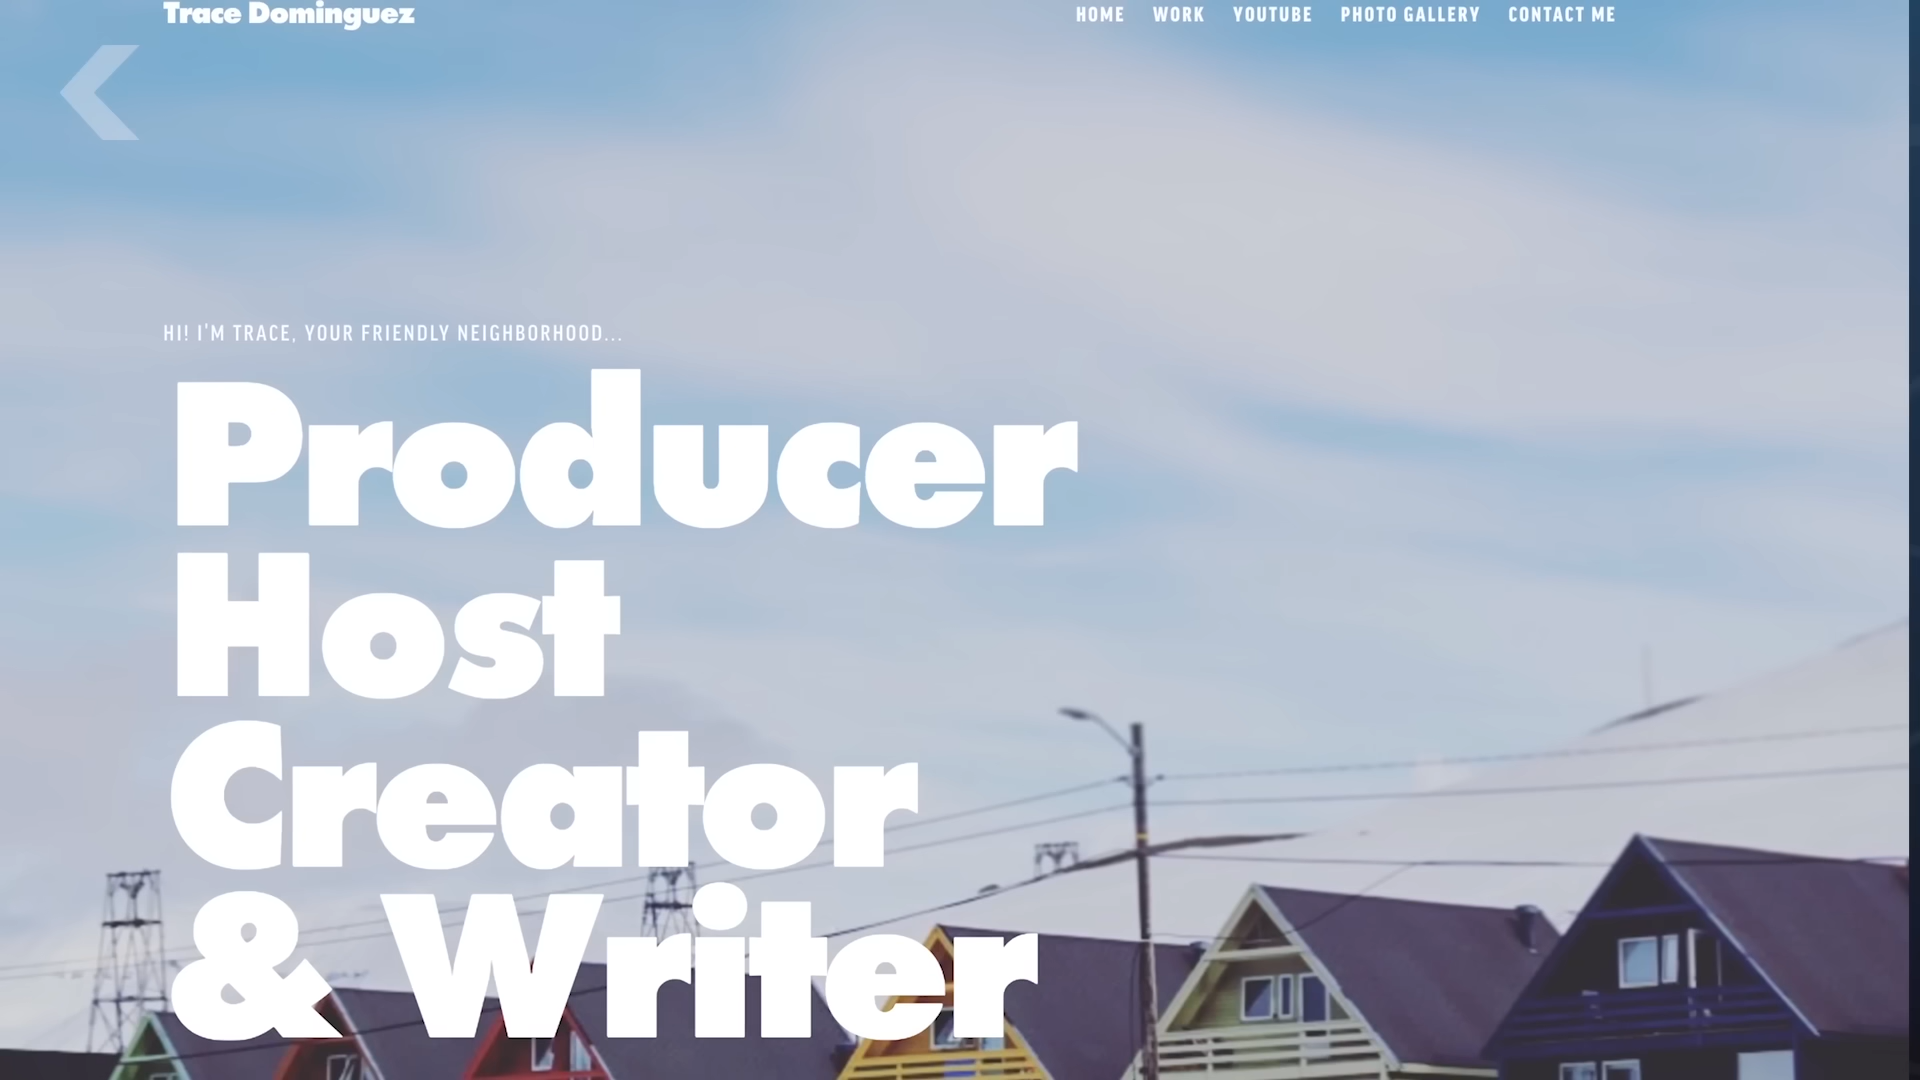 Trace Dominguez
HOME WORK YOUTUBE PHOTO GALLERY CONTACT ME
HI! I'M TRACE, YOUR FRIENDLY NEIGHBORHOOD...
Producer
Host
Creator
& Writer